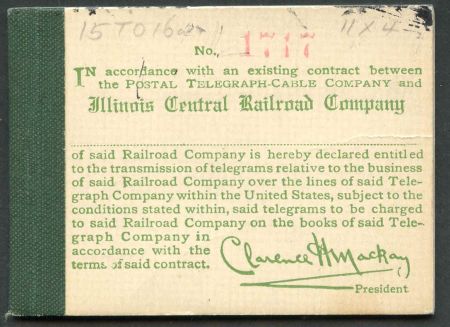 15 TO 16 11 X 4
No. 1717
IN accordance with an existing contract between
the POSTAL TELEGRAPH-CABLE COMPANY and
Illinois Central Railroad Company
of said Railroad Company is hereby declared entitled
to the transmission of telegrams relative to the business
of said Railroad Company over the lines of said Tele-
graph Company within the United States, subject to the
conditions stated within, said telegrams to be charged
to said Railroad Company on the books of said Tele-
graph Company in
accordance with the
terms of said contract.
Clarence H Mackay
President